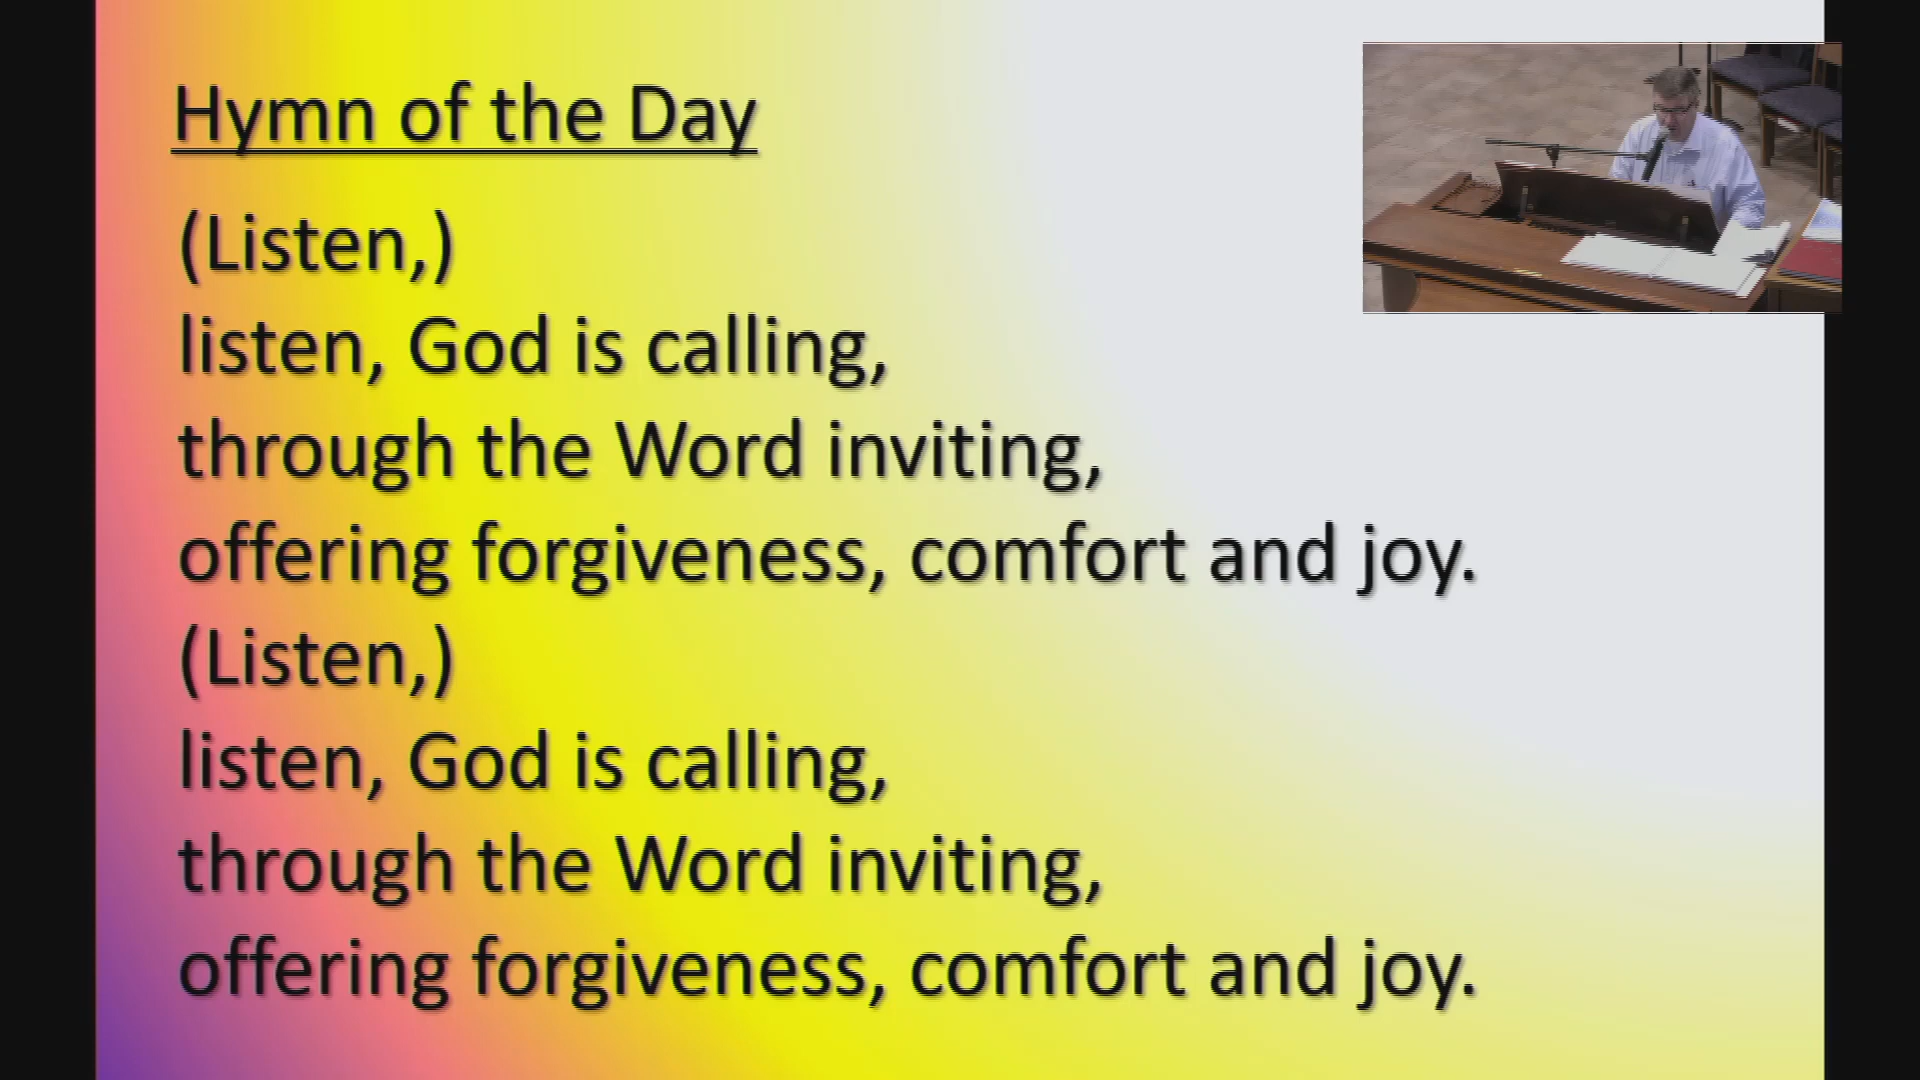 Hymn of the Day
(Listen,)
listen, God is calling,
through the Word inviting,
offering forgiveness, comfort and joy.
(Listen,)
listen, God is calling,
through the Word inviting,
offering forgiveness, comfort and joy.